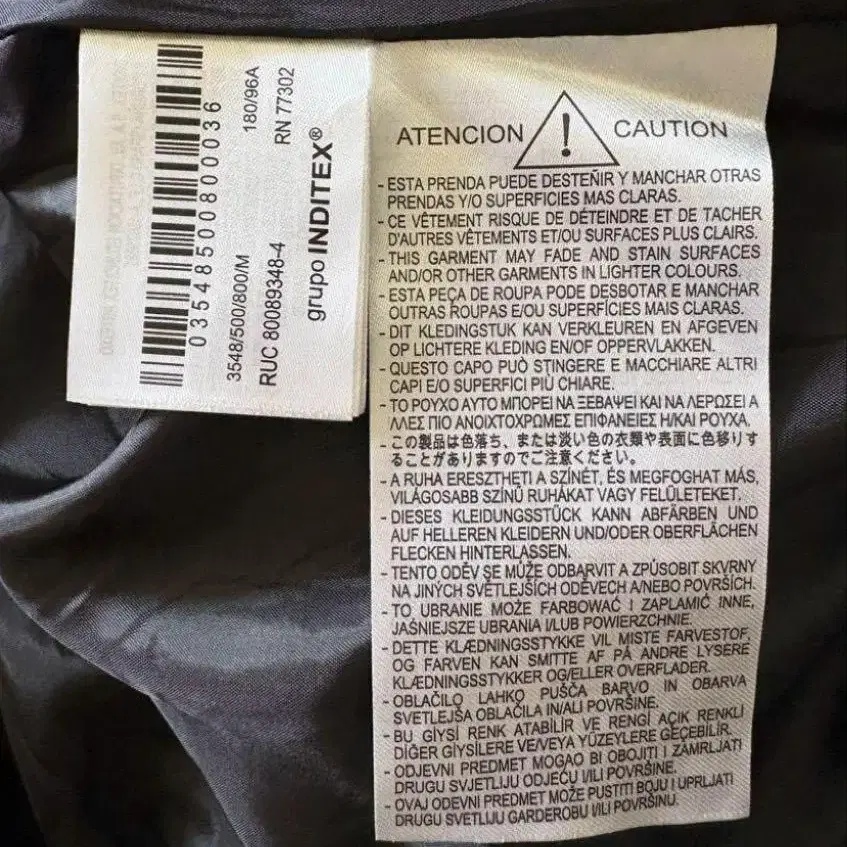 03548500800036
3548/500/800/M
180/96A
RUC 80089348-4
RN 77302
grupo INDITEX®
ATENCION ! CAUTION
- ESTA PRENDA PUEDE DESTEÑIR Y MANCHAR OTRAS
PRENDAS Y/O SUPERFICIES MAS CLARAS.
- CE VÊTEMENT RISQUE DE DÉTEINDRE ET DE TACHER
D'AUTRES VÊTEMENTS ET/OU SURFACES PLUS CLAIRS.
- THIS GARMENT MAY FADE AND STAIN SURFACES
AND/OR OTHER GARMENTS IN LIGHTER COLOURS.
- ESTA PEÇA DE ROUPA PODE DESBOTAR E MANCHAR
OUTRAS ROUPAS E/OU SUPERFÍCIES MAIS CLARAS.
- DIT KLEDINGSTUK KAN VERKLEUREN EN AFGEVEN
OP LICHTERE KLEDING EN/OF OPPERVLAKKEN.
- QUESTO CAPO PUÒ STINGERE E MACCHIARE ALTRI
CAPI E/O SUPERFICI PIÙ CHIARE.
- ΤΟ ΡΟΥΧΟ ΑΥΤΟ ΜΠΟΡΕΙ ΝΑ ΞΕΒΑΨΕΙ ΚΑΙ ΝΑ ΛΕΡΩΣΕΙ Α
ΛΛΕΣ ΠΙΟ ΑΝΟΙΧΤΟΧΡΩΜΕΣ ΕΠΙΦΑΝΕΙΕΣ Η/ΚΑΙ ΡΟΥΧΑ.
- この製品は色落ち、または淡い色の衣類や表面に色移りす
ることがありますのでご注意ください。
- A RUHA ERESZTHETI A SZÍNÉT, ÉS MEGFOGHAT MÁS,
VILÁGOSABB SZÍNŰ RUHÁKAT VAGY FELÜLETEKET.
- DIESES KLEIDUNGSSTÜCK KANN ABFÄRBEN UND
AUF HELLEREN KLEIDERN UND/ODER OBERFLÄCHEN
FLECKEN HINTERLASSEN.
- TENTO ODĚV SE MŮŽE ODBARVIT A ZPŮSOBIT SKVRNY
NA JINÝCH SVĚTLEJŠÍCH ODĚVECH A/NEBO POVRŠÍCH.
- TO UBRANIE MOŻE FARBOWAĆ I ZAPLAMIĆ INNE,
JAŚNIEJSZE UBRANIA I/LUB POWIERZCHNIE.
- DETTE KLÆDNINGSSTYKKE VIL MISTE FARVESTOF,
OG FARVEN KAN SMITTE AF PÅ ANDRE LYSERE
KLÆDNINGSSTYKKER OG/ELLER OVERFLADER.
- OBLAČILO LAHKO PUŠČA BARVO IN OBARVA
SVETLEJŠA OBLAČILA IN/ALI POVRŠINE.
- BU GİYSİ RENK ATABİLİR VE RENGİ AÇIK RENKLİ
DİĞER GİYSİLERE VE/VEYA YÜZEYLERE GEÇEBİLİR.
- ODJEVNI PREDMET MOGAO BI OBOJITI I ZAMRLJATI
DRUGU SVJETLIJU ODJEĆU I/ILI POVRŠINE.
- OVAJ ODEVNI PREDMET MOŽE PUSTITI BOJU I UPRLJATI
DRUGU SVETLIJU GARDEROBU I/ILI POVRŠINU.